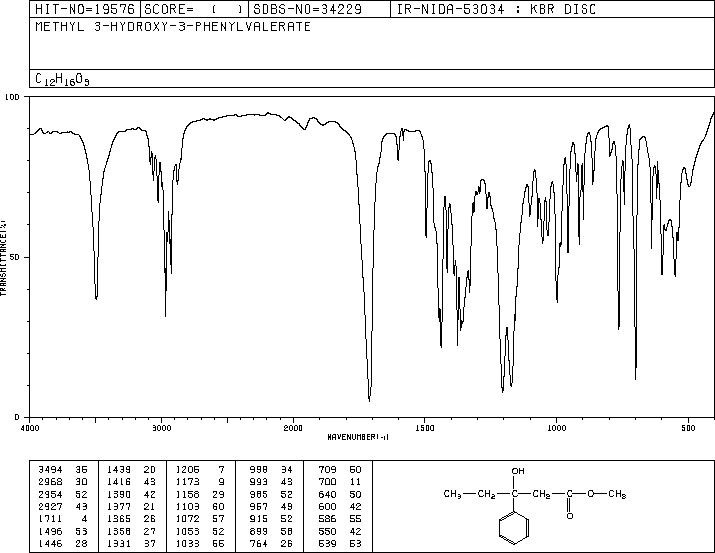 HIT-NO=19576 SCORE= ( ) SDBS-NO=34229 IR-NIDA-53034 : KBR DISC
METHYL 3-HYDROXY-3-PHENYLVALERATE
C12H16O3
100
50
0
TRANSMITTANCE(%)
4000 3500 3000 2000 1500 1000 500
WAVENUMBER(-1)
3494 36 1439 20 1206 7 998 34 709 60
2968 30 1416 43 1173 9 993 43 700 11
2954 52 1390 42 1158 29 985 52 640 50
2927 43 1377 21 1103 60 957 49 600 42
1711 4 1365 26 1072 57 915 52 586 55
1496 53 1358 27 1053 52 899 58 550 42
1446 28 1331 37 1033 55 764 26 539 53
OH
CH3 CH2 C CH2 C O CH3
O